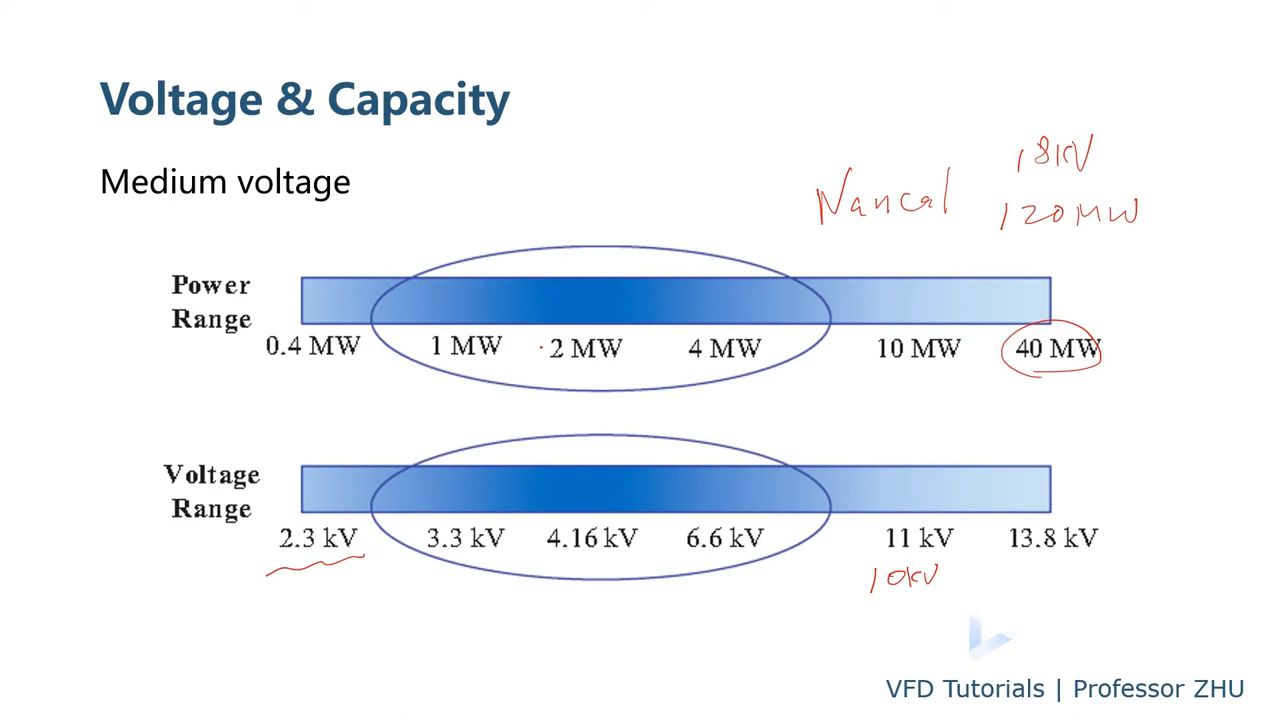 Voltage & Capacity
Medium voltage
Nancal
18KV
120MW
Power
Range
0.4 MW 1 MW 2 MW 4 MW 10 MW 40 MW
Voltage
Range
2.3 kV 3.3 kV 4.16 kV 6.6 kV 11 kV 13.8 kV
10kV
VFD Tutorials | Professor ZHU